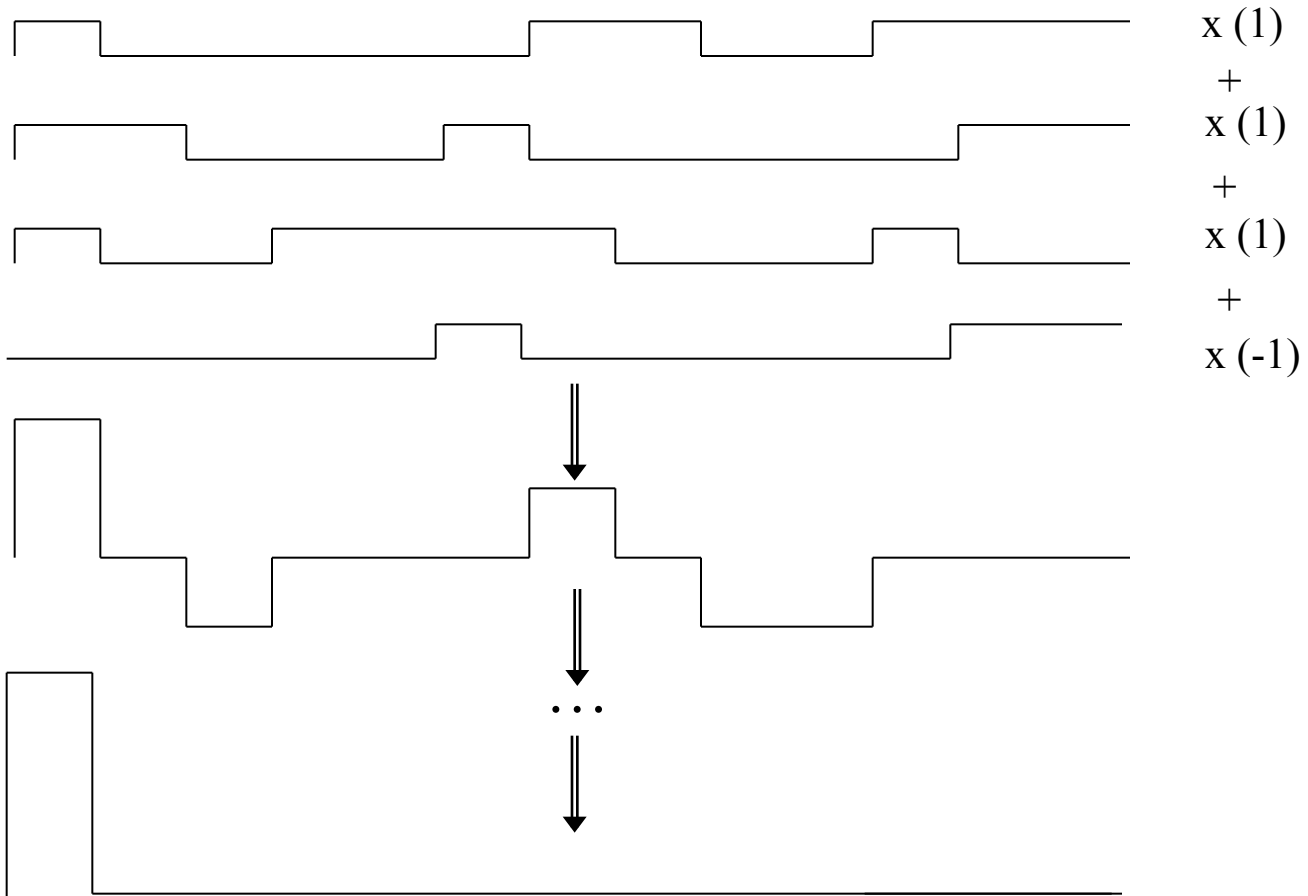 x (1)
+
x (1)
+
x (1)
+
x (-1)
. . .